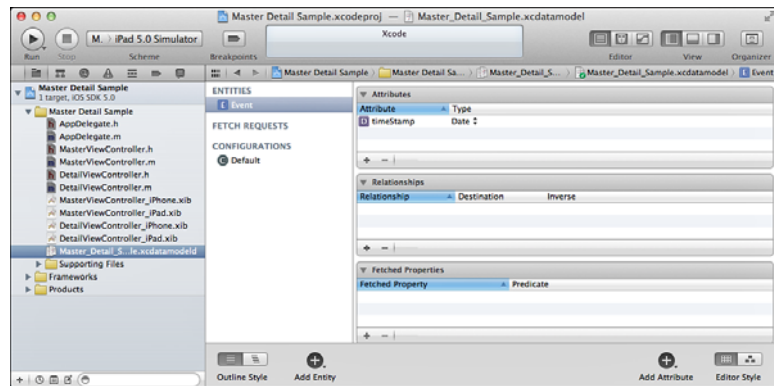 Master Detail Sample.xcodeproj — Master_Detail_Sample.xcdatamodel
M. iPad 5.0 Simulator
Xcode
Run Stop Scheme Breakpoints Editor View Organizer
Master Detail Sample Master Detail Sa... Master_Detail_S... Master_Detail_Sample.xcdatamodel E Event
Master Detail Sample
1 target, iOS SDK 5.0
Master Detail Sample
AppDelegate.h
AppDelegate.m
MasterViewController.h
MasterViewController.m
DetailViewController.h
DetailViewController.m
MasterViewController_iPhone.xib
MasterViewController_iPad.xib
DetailViewController_iPhone.xib
DetailViewController_iPad.xib
Master_Detail_S...le.xcdatamodeld
Supporting Files
Frameworks
Products
ENTITIES
E Event
FETCH REQUESTS
CONFIGURATIONS
C Default
Attributes
Attribute Type
D timeStamp Date
Relationships
Relationship Destination Inverse
Fetched Properties
Fetched Property Predicate
Outline Style Add Entity Add Attribute Editor Style